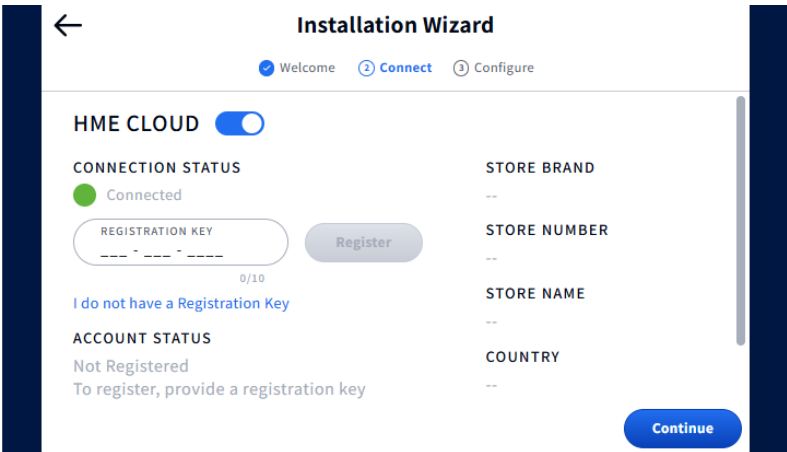 Installation Wizard
Welcome 2 Connect 3 Configure
HME CLOUD
CONNECTION STATUS
Connected
REGISTRATION KEY
___ - ___ - ____
Register
0/10
I do not have a Registration Key
ACCOUNT STATUS
Not Registered
To register, provide a registration key
STORE BRAND
--
STORE NUMBER
--
STORE NAME
--
COUNTRY
--
Continue